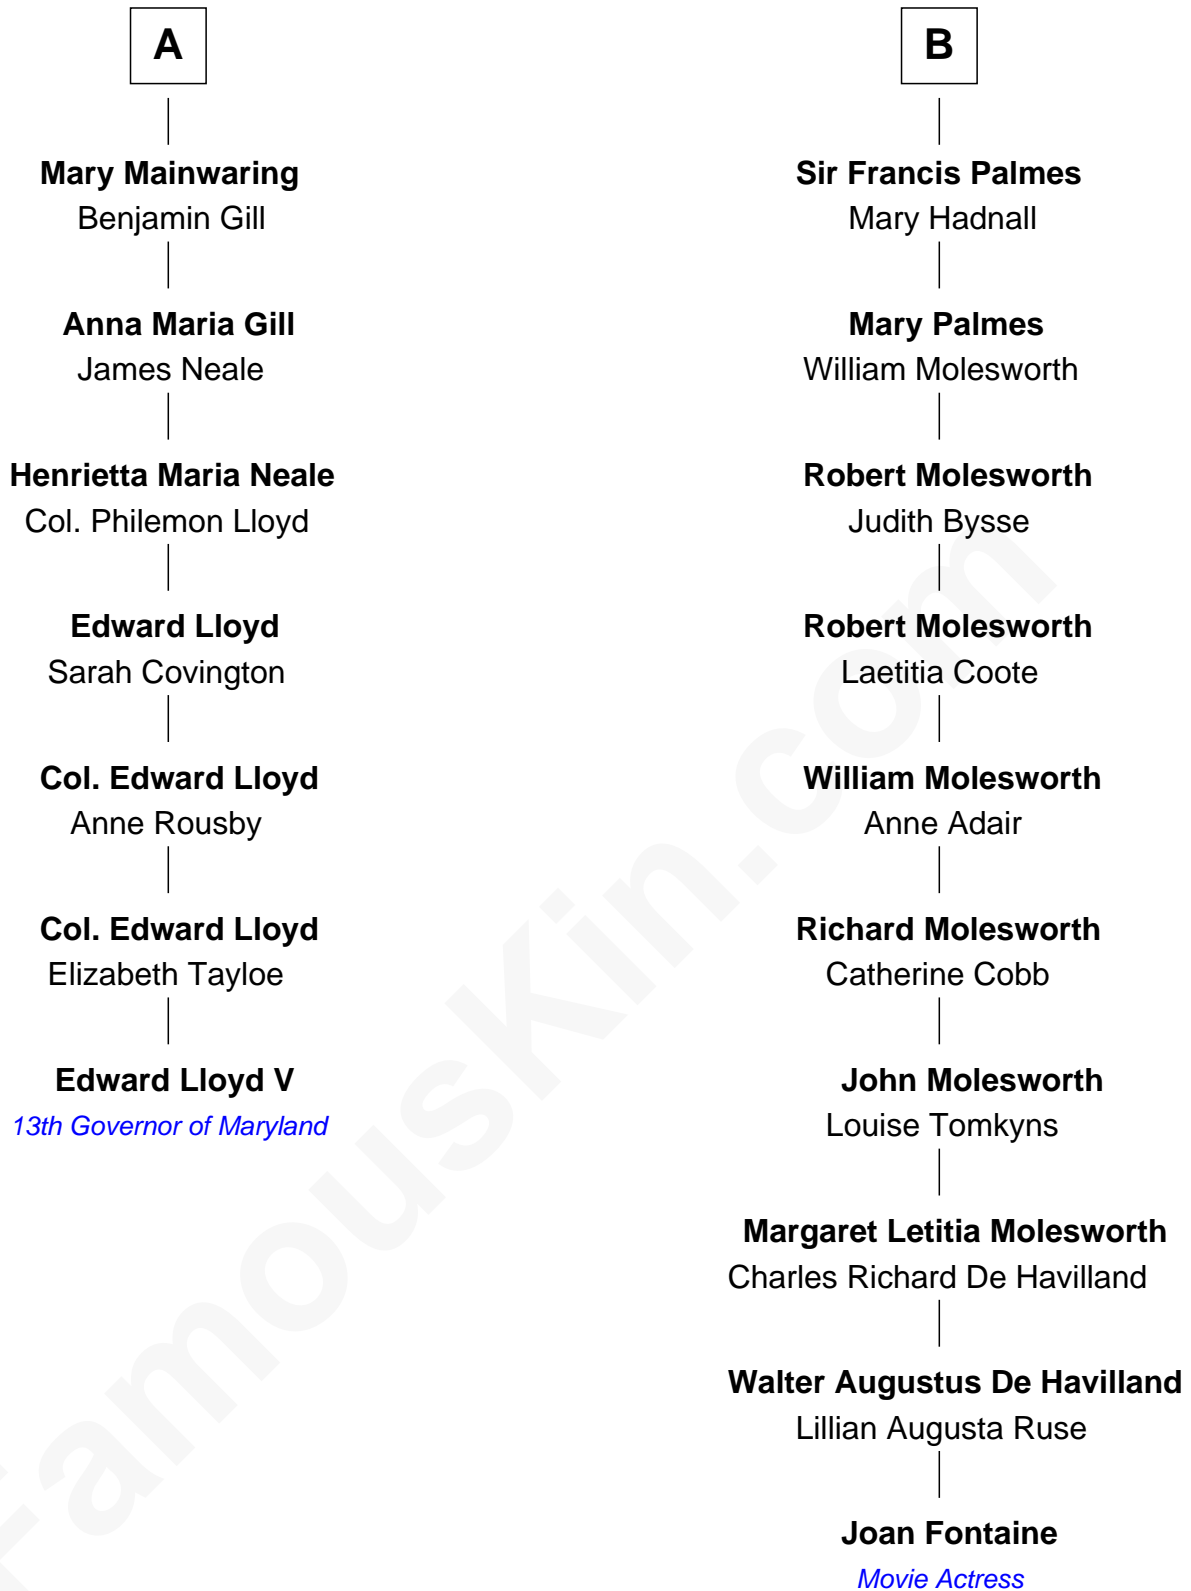 A
Mary Mainwaring
Benjamin Gill
Anna Maria Gill
James Neale
Henrietta Maria Neale
Col. Philemon Lloyd
Edward Lloyd
Sarah Covington
Col. Edward Lloyd
Anne Rousby
Col. Edward Lloyd
Elizabeth Tayloe
Edward Lloyd V
13th Governor of Maryland
B
Sir Francis Palmes
Mary Hadnall
Mary Palmes
William Molesworth
Robert Molesworth
Judith Bysse
Robert Molesworth
Laetitia Coote
William Molesworth
Anne Adair
Richard Molesworth
Catherine Cobb
John Molesworth
Louise Tomkyns
Margaret Letitia Molesworth
Charles Richard De Havilland
Walter Augustus De Havilland
Lillian Augusta Ruse
Joan Fontaine
Movie Actress
FamousKin.com